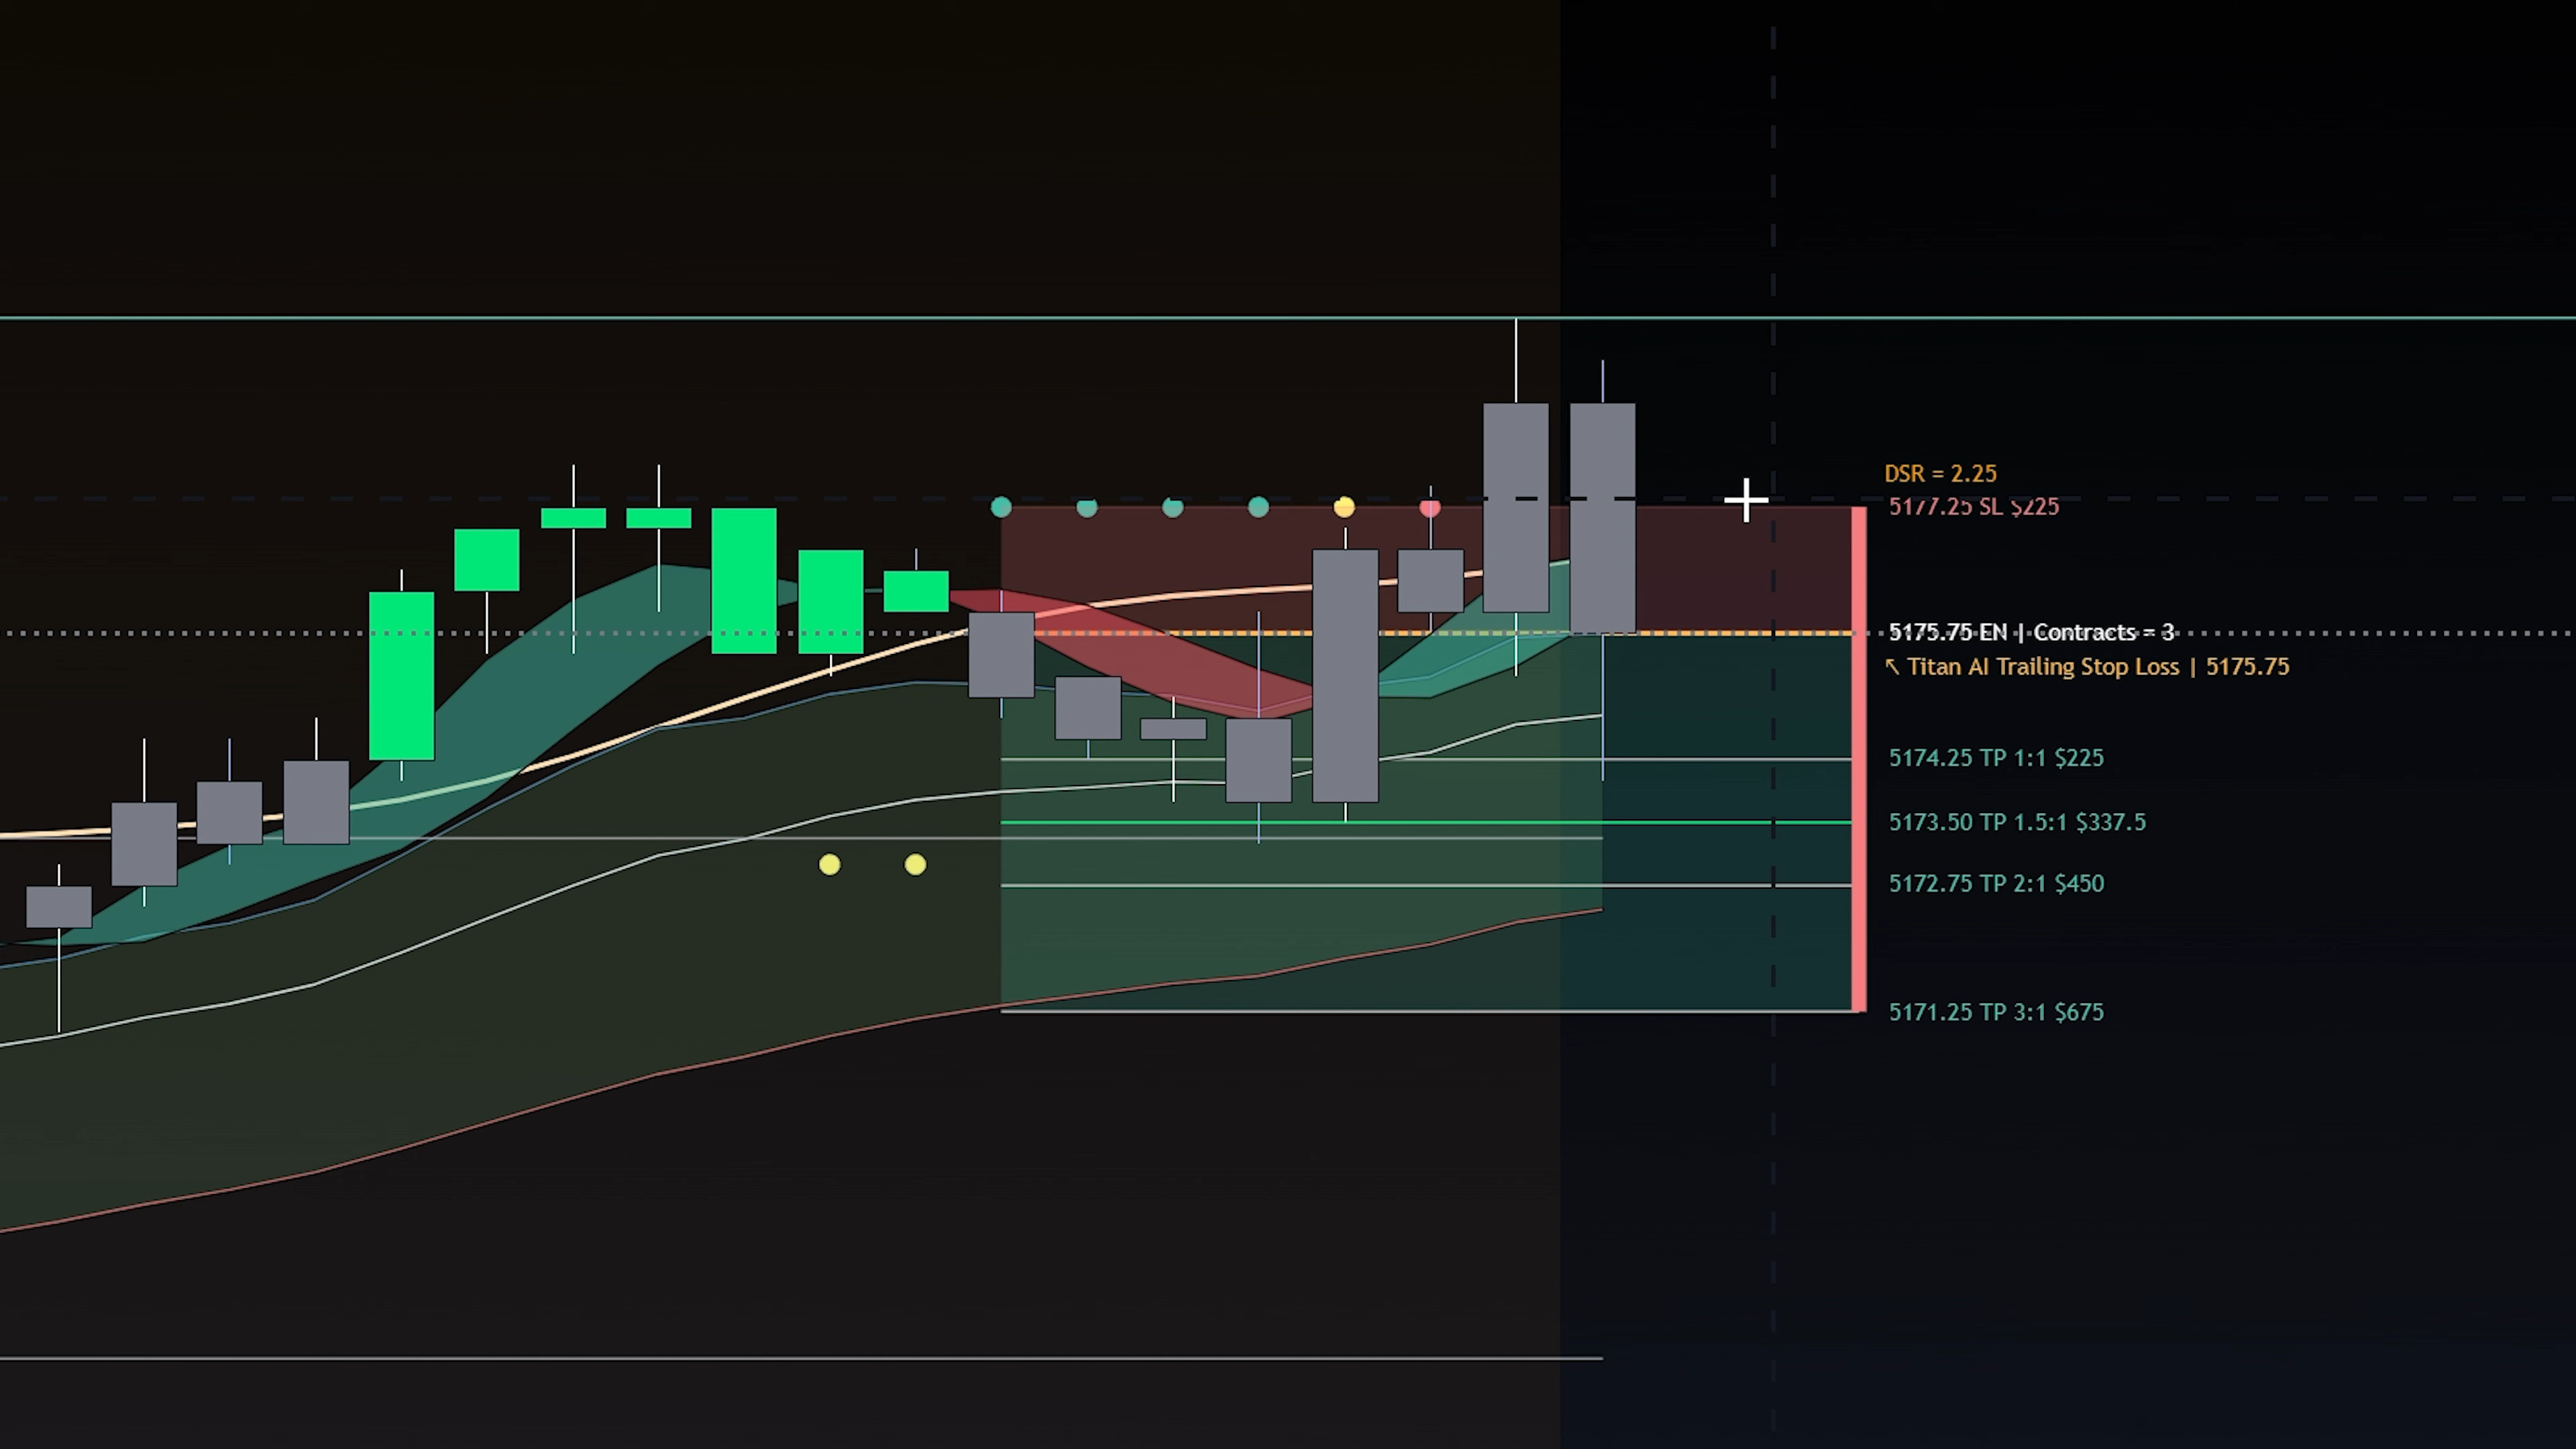 DSR = 2.25
5177.25 SL $225
5175.75 EN | Contracts = 3
↖ Titan AI Trailing Stop Loss | 5175.75
5174.25 TP 1:1 $225
5173.50 TP 1.5:1 $337.5
5172.75 TP 2:1 $450
5171.25 TP 3:1 $675